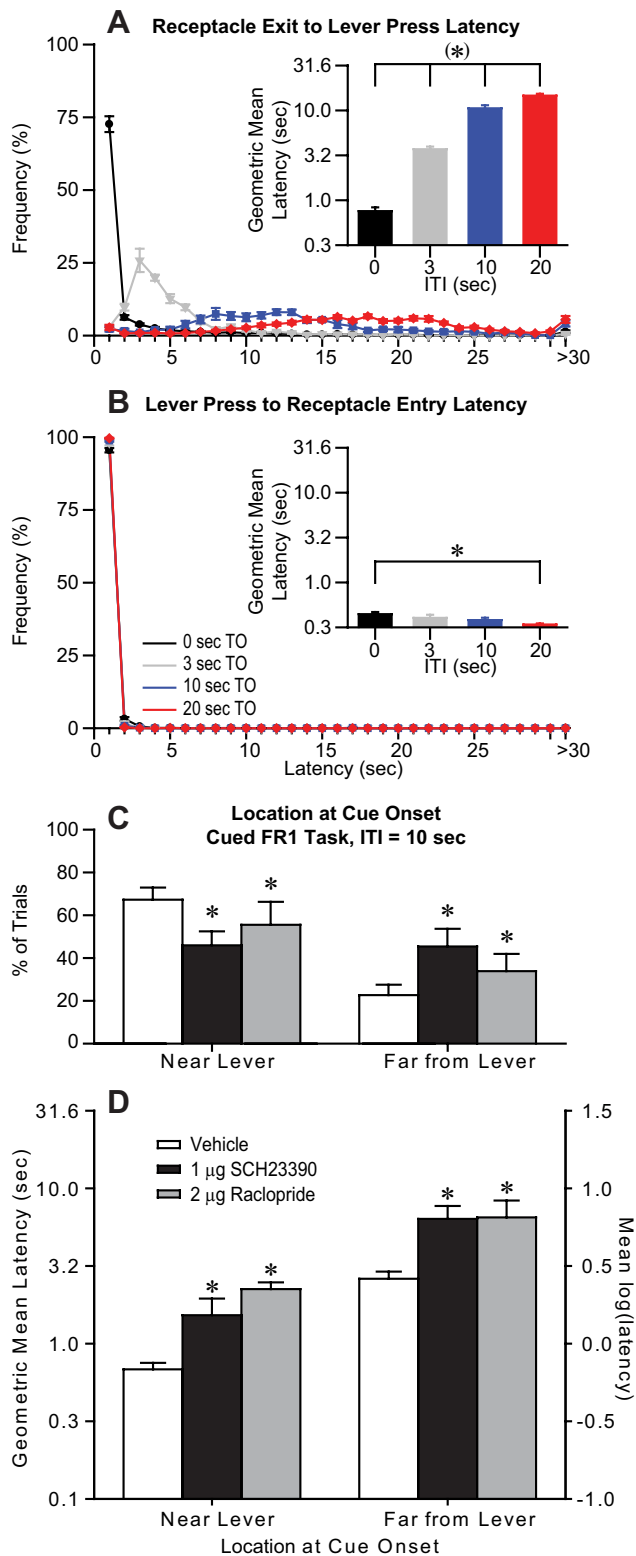 A Receptacle Exit to Lever Press Latency
Frequency (%)
100
75
50
25
0
0 1 5 10 15 20 25 >30
Geometric Mean
Latency (sec)
31.6
10.0
3.2
1.0
0.3
(*)
0 3 10 20
ITI (sec)
B Lever Press to Receptacle Entry Latency
Frequency (%)
100
75
50
25
0
Geometric Mean
Latency (sec)
31.6
10.0
3.2
1.0
0.3
*
0 3 10 20
ITI (sec)
0 sec TO
3 sec TO
10 sec TO
20 sec TO
0 1 5 10 15 20 25 >30
Latency (sec)
C Location at Cue Onset
Cued FR1 Task, ITI = 10 sec
% of Trials
100
80
60
40
20
0
* * * *
Near Lever Far from Lever
D
Geometric Mean Latency (sec)
31.6
10.0
3.2
1.0
0.3
0.1
Vehicle
1 µg SCH23390
2 µg Raclopride
* * * *
1.5
1.0
0.5
0.0
-0.5
-1.0
Mean log(latency)
Near Lever Far from Lever
Location at Cue Onset